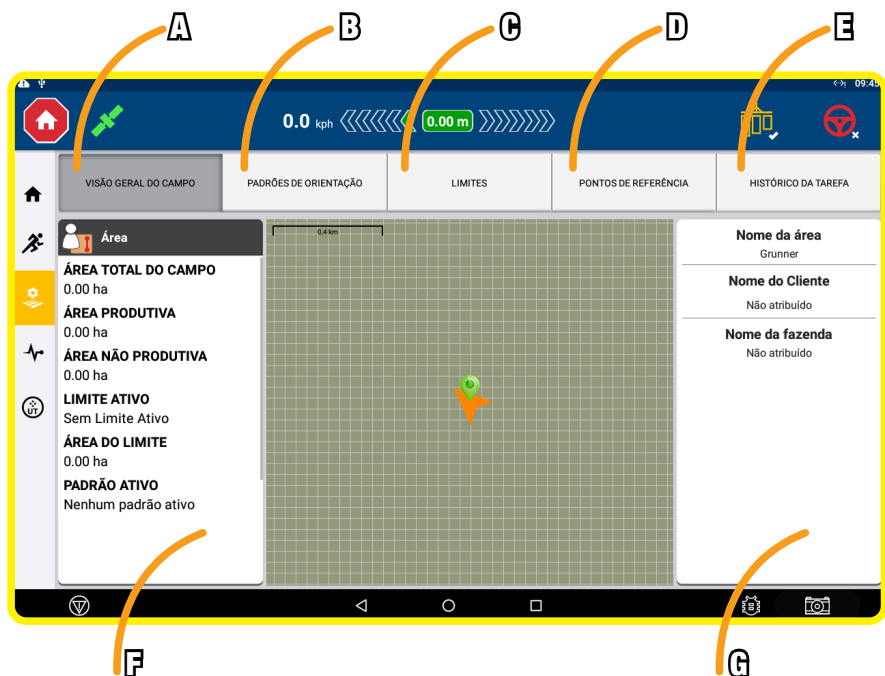 A B C D E
09:45
0.0 kph 0.00 m
VISÃO GERAL DO CAMPO PADRÕES DE ORIENTAÇÃO LIMITES PONTOS DE REFERÊNCIA HISTÓRICO DA TAREFA
Área
ÁREA TOTAL DO CAMPO
0.00 ha
ÁREA PRODUTIVA
0.00 ha
ÁREA NÃO PRODUTIVA
0.00 ha
LIMITE ATIVO
Sem Limite Ativo
ÁREA DO LIMITE
0.00 ha
PADRÃO ATIVO
Nenhum padrão ativo
UT
0,4 km
Nome da área
Grunner
Nome do Cliente
Não atribuído
Nome da fazenda
Não atribuído
F G